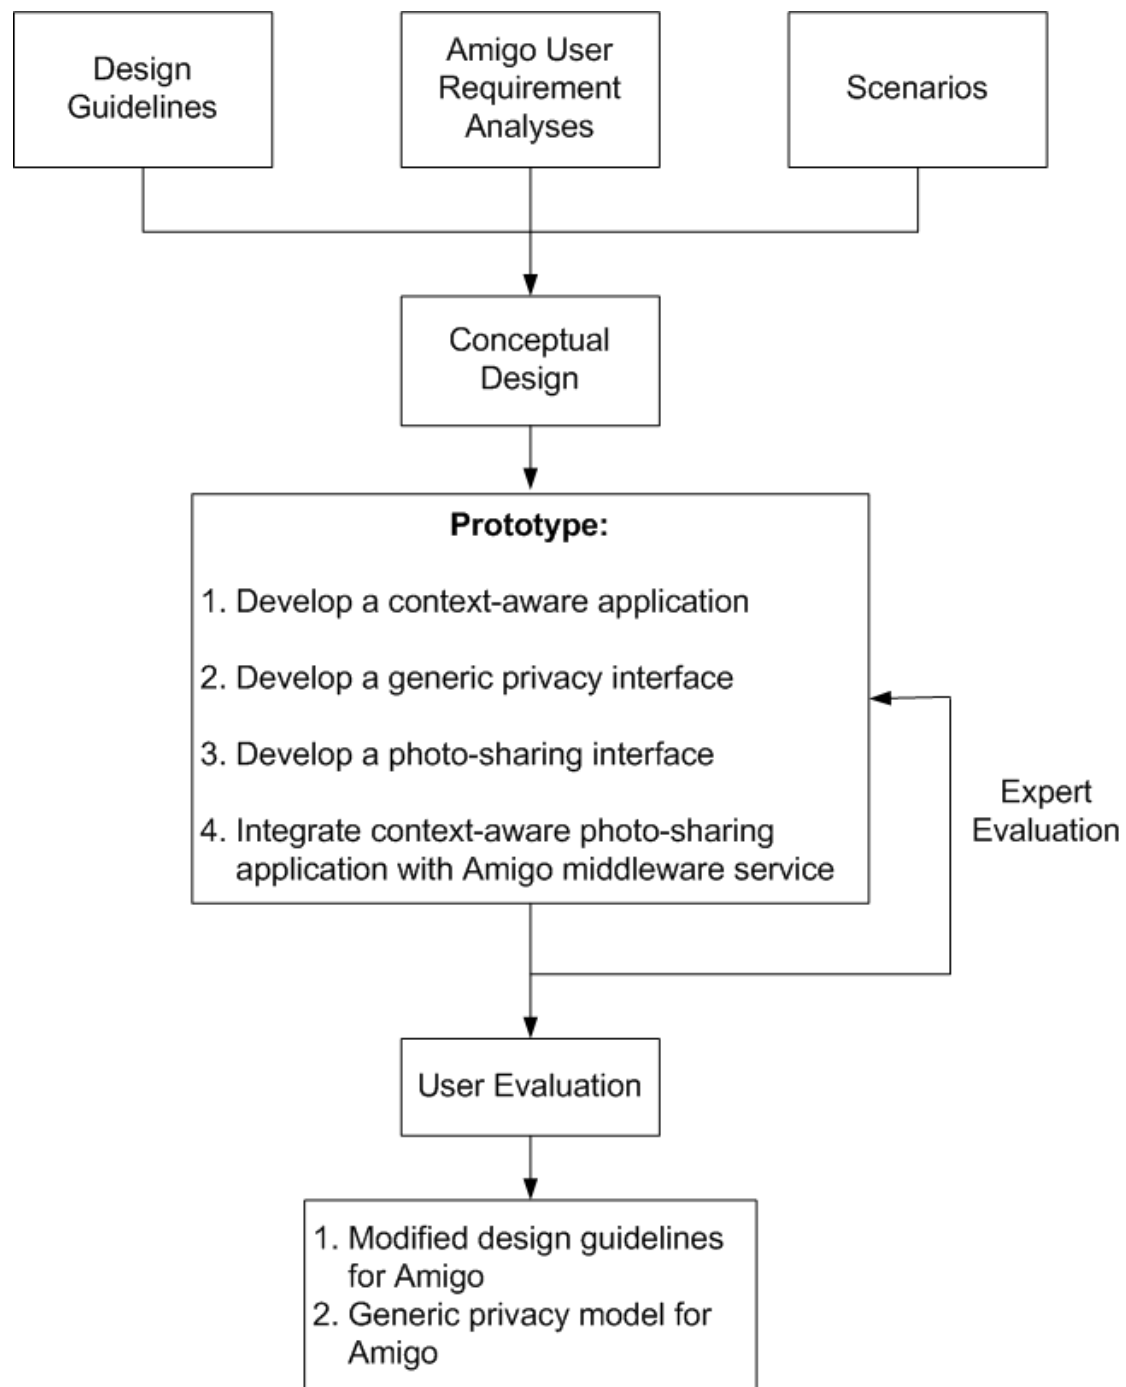 Design
Guidelines
Amigo User
Requirement
Analyses
Scenarios
Conceptual
Design
Prototype:
1. Develop a context-aware application
2. Develop a generic privacy interface
3. Develop a photo-sharing interface
4. Integrate context-aware photo-sharing
application with Amigo middleware service
Expert
Evaluation
User Evaluation
1. Modified design guidelines
for Amigo
2. Generic privacy model for
Amigo